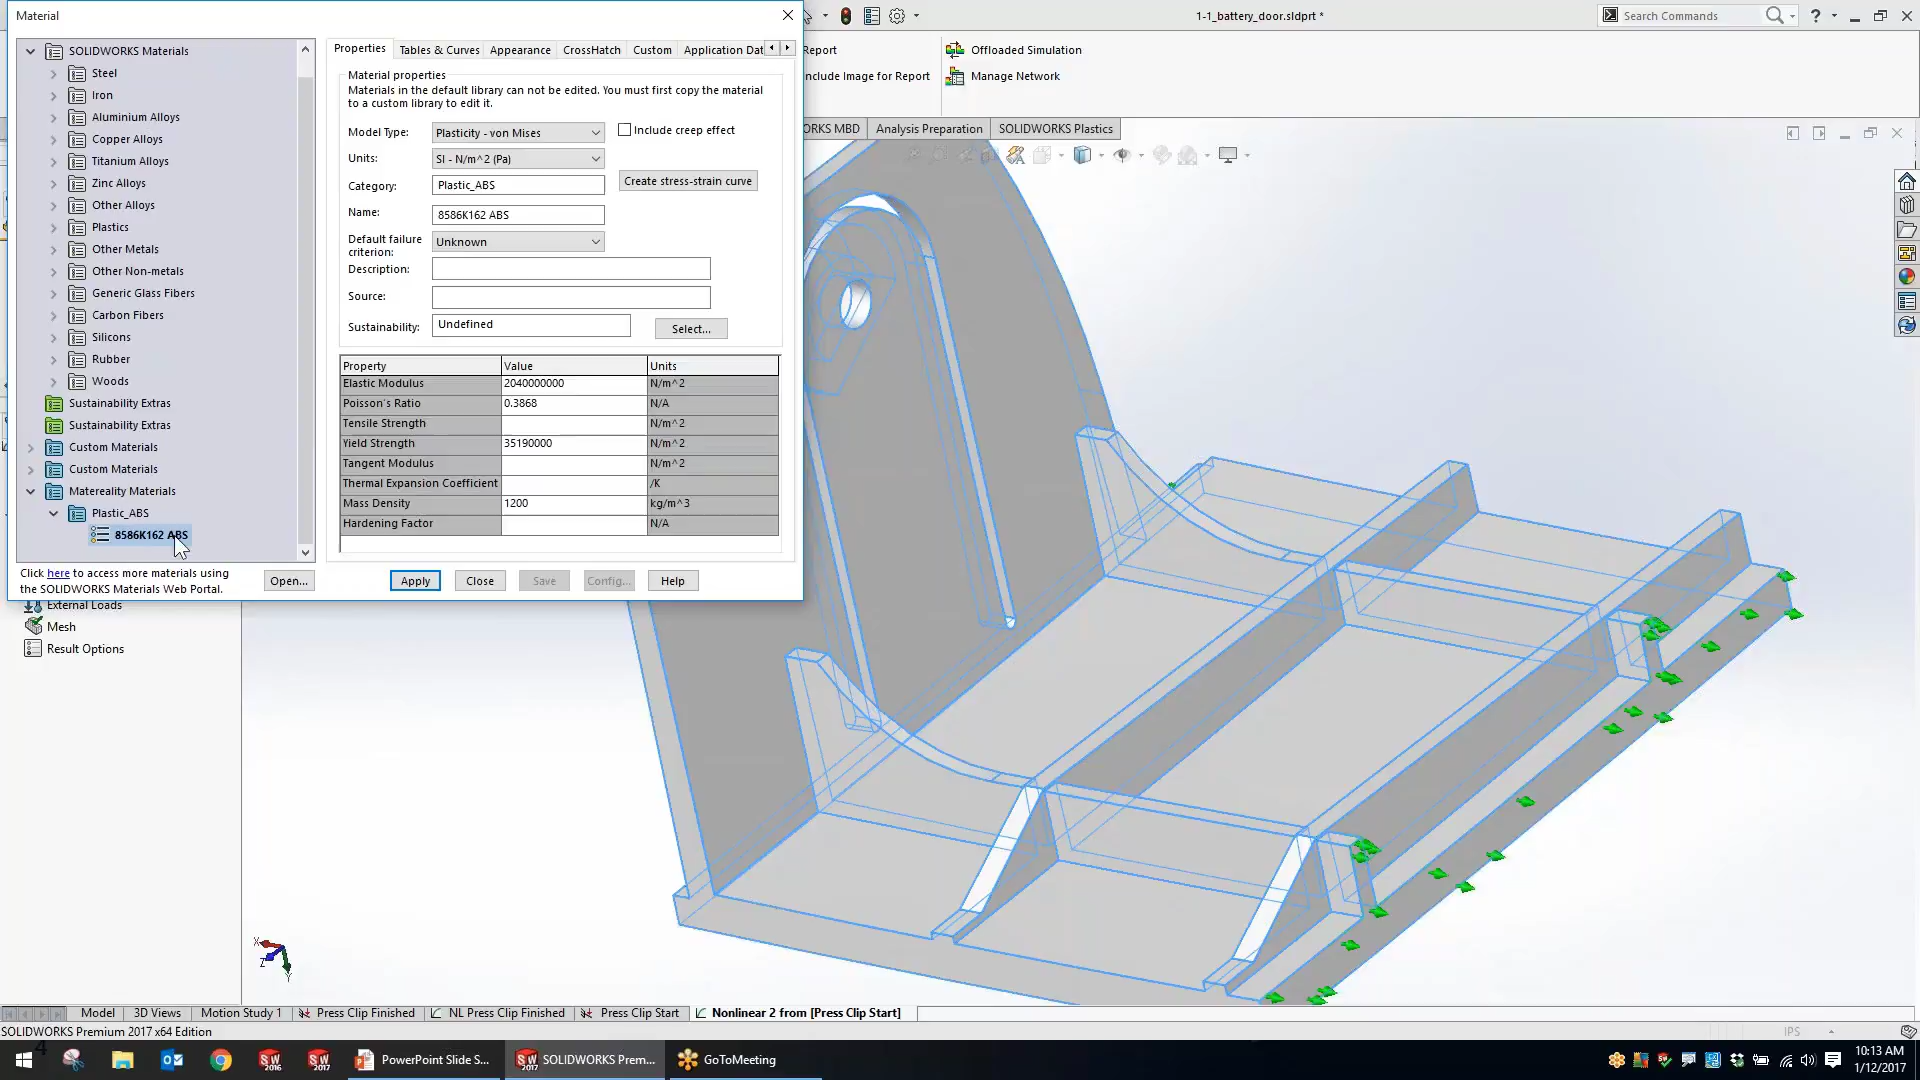 Material
SOLIDWORKS Materials
Steel
Iron
Aluminium Alloys
Copper Alloys
Titanium Alloys
Zinc Alloys
Other Alloys
Plastics
Other Metals
Other Non-metals
Generic Glass Fibers
Carbon Fibers
Silicons
Rubber
Woods
Sustainability Extras
Sustainability Extras
Custom Materials
Custom Materials
Matereality Materials
Plastic_ABS
8586K162 ABS
Click here to access more materials using
the SOLIDWORKS Materials Web Portal.
Open...
Properties Tables & Curves Appearance CrossHatch Custom Application Dat
Material properties
Materials in the default library can not be edited. You must first copy the material
to a custom library to edit it.
Model Type: Plasticity - von Mises Include creep effect
Units: SI - N/m^2 (Pa)
Category: Plastic_ABS Create stress-strain curve
Name: 8586K162 ABS
Default failure
criterion: Unknown
Description:
Source:
Sustainability: Undefined Select...
Property Value Units
Elastic Modulus 2040000000 N/m^2
Poisson's Ratio 0.3868 N/A
Tensile Strength N/m^2
Yield Strength 35190000 N/m^2
Tangent Modulus N/m^2
Thermal Expansion Coefficient /K
Mass Density 1200 kg/m^3
Hardening Factor N/A
Apply Close Save Config... Help
1-1_battery_door.sldprt *
Search Commands
Report
nclude Image for Report
Offloaded Simulation
Manage Network
ORKS MBD Analysis Preparation SOLIDWORKS Plastics
External Loads
Mesh
Result Options
X
Z
Y
Model 3D Views Motion Study 1 Press Clip Finished NL Press Clip Finished Press Clip Start Nonlinear 2 from [Press Clip Start]
SOLIDWORKS Premium 2017 x64 Edition
IPS
4
SW 2016
SW 2017
PowerPoint Slide S...
SW 2017
SOLIDWORKS Prem...
GoToMeeting
10:13 AM
1/12/2017